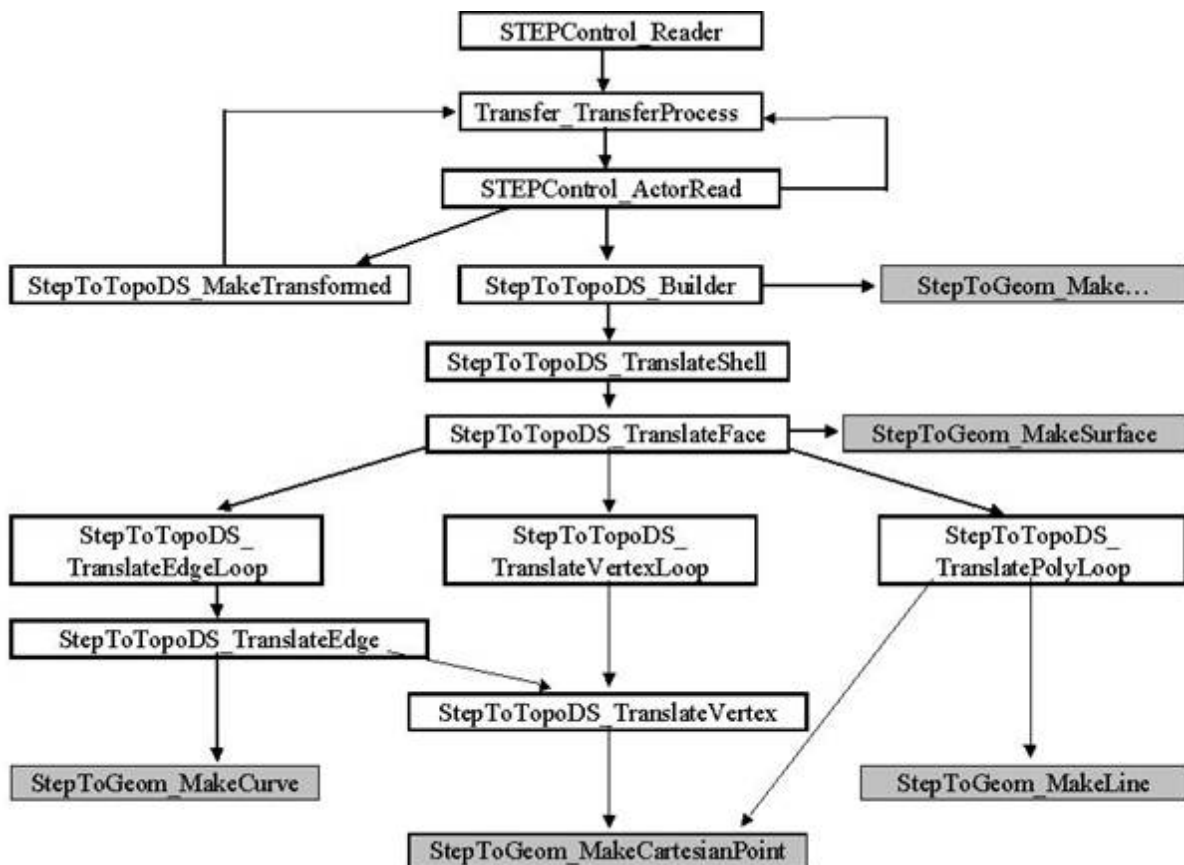 STEPControl_Reader
Transfer_TransferProcess
STEPControl_ActorRead
StepToTopoDS_MakeTransformed
StepToTopoDS_Builder
StepToGeom_Make…
StepToTopoDS_TranslateShell
StepToTopoDS_TranslateFace
StepToGeom_MakeSurface
StepToTopoDS_
TranslateEdgeLoop
StepToTopoDS_
TranslateVertexLoop
StepToTopoDS_
TranslatePolyLoop
StepToTopoDS_TranslateEdge
StepToTopoDS_TranslateVertex
StepToGeom_MakeCurve
StepToGeom_MakeLine
StepToGeom_MakeCartesianPoint